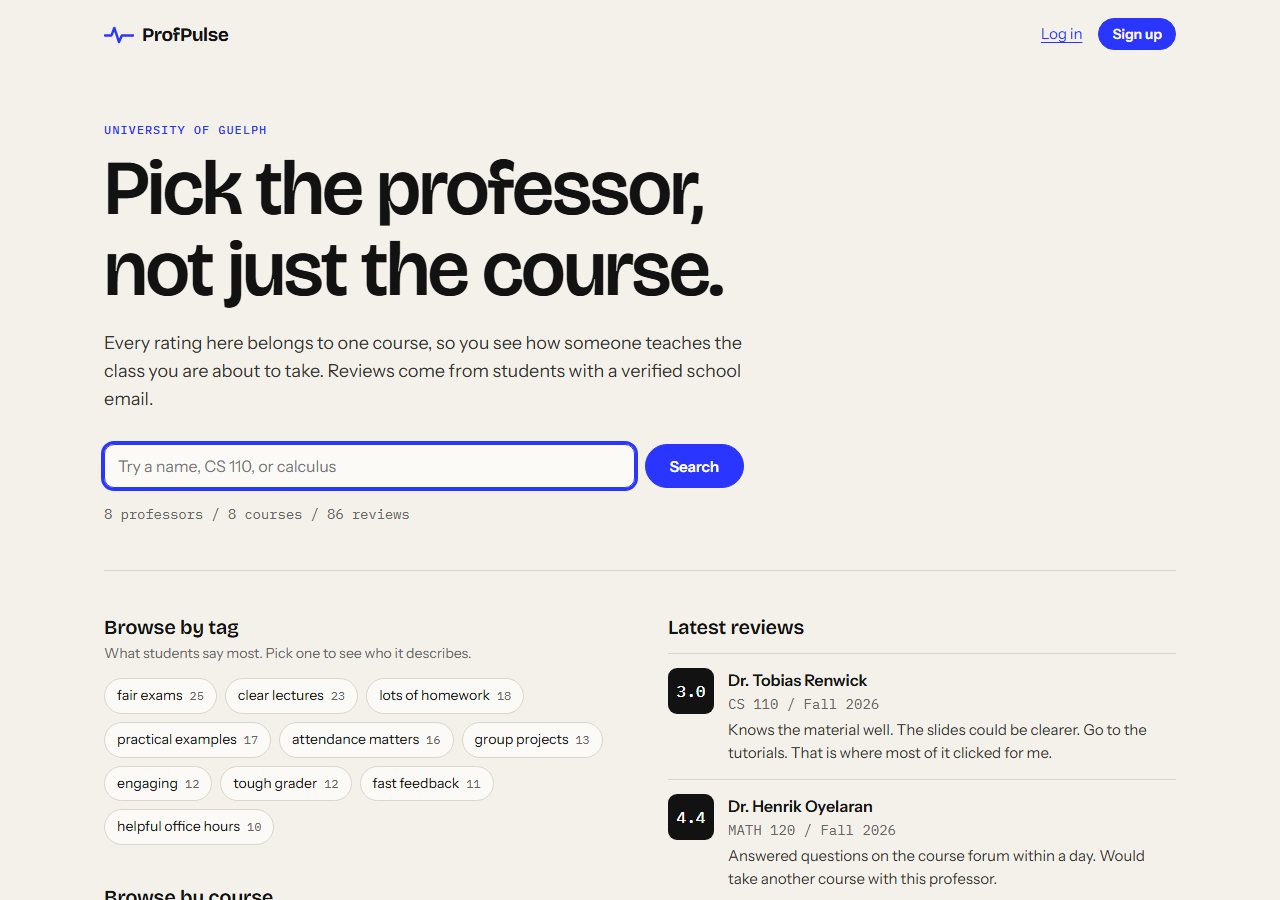 ProfPulse
Log in
Sign up
UNIVERSITY OF GUELPH
Pick the professor,
not just the course.
Every rating here belongs to one course, so you see how someone teaches the
class you are about to take. Reviews come from students with a verified school
email.
Try a name, CS 110, or calculus
Search
8 professors / 8 courses / 86 reviews
Browse by tag
What students say most. Pick one to see who it describes.
fair exams 25
clear lectures 23
lots of homework 18
practical examples 17
attendance matters 16
group projects 13
engaging 12
tough grader 12
fast feedback 11
helpful office hours 10
Browse by course
Latest reviews
3.0
Dr. Tobias Renwick
CS 110 / Fall 2026
Knows the material well. The slides could be clearer. Go to the
tutorials. That is where most of it clicked for me.
4.4
Dr. Henrik Oyelaran
MATH 120 / Fall 2026
Answered questions on the course forum within a day. Would
take another course with this professor.